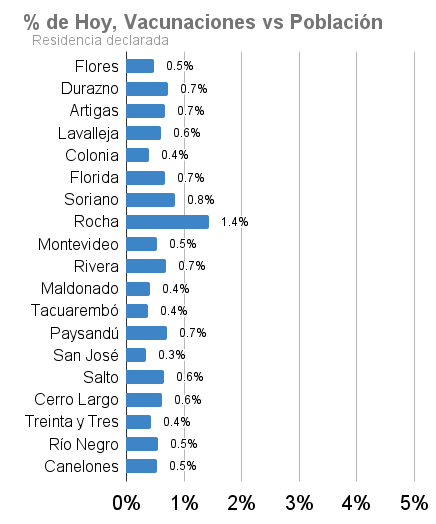 % de Hoy, Vacunaciones vs Población
Residencia declarada
Flores 0.5%
Durazno 0.7%
Artigas 0.7%
Lavalleja 0.6%
Colonia 0.4%
Florida 0.7%
Soriano 0.8%
Rocha 1.4%
Montevideo 0.5%
Rivera 0.7%
Maldonado 0.4%
Tacuarembó 0.4%
Paysandú 0.7%
San José 0.3%
Salto 0.6%
Cerro Largo 0.6%
Treinta y Tres 0.4%
Río Negro 0.5%
Canelones 0.5%
0% 1% 2% 3% 4% 5%